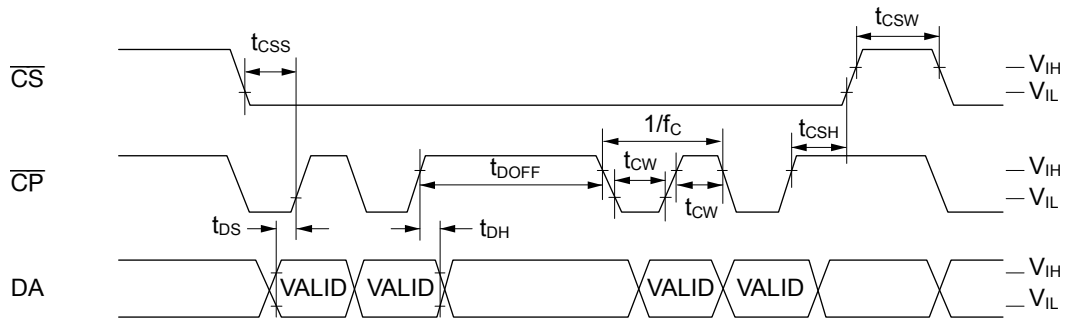 tCSS
tCSW
CS
VIH
VIL
1/fC
tCSH
tCW
CP
tDOFF
VIH
VIL
tCW
tDS
tDH
DA
VALID VALID VALID VALID
VIH
VIL